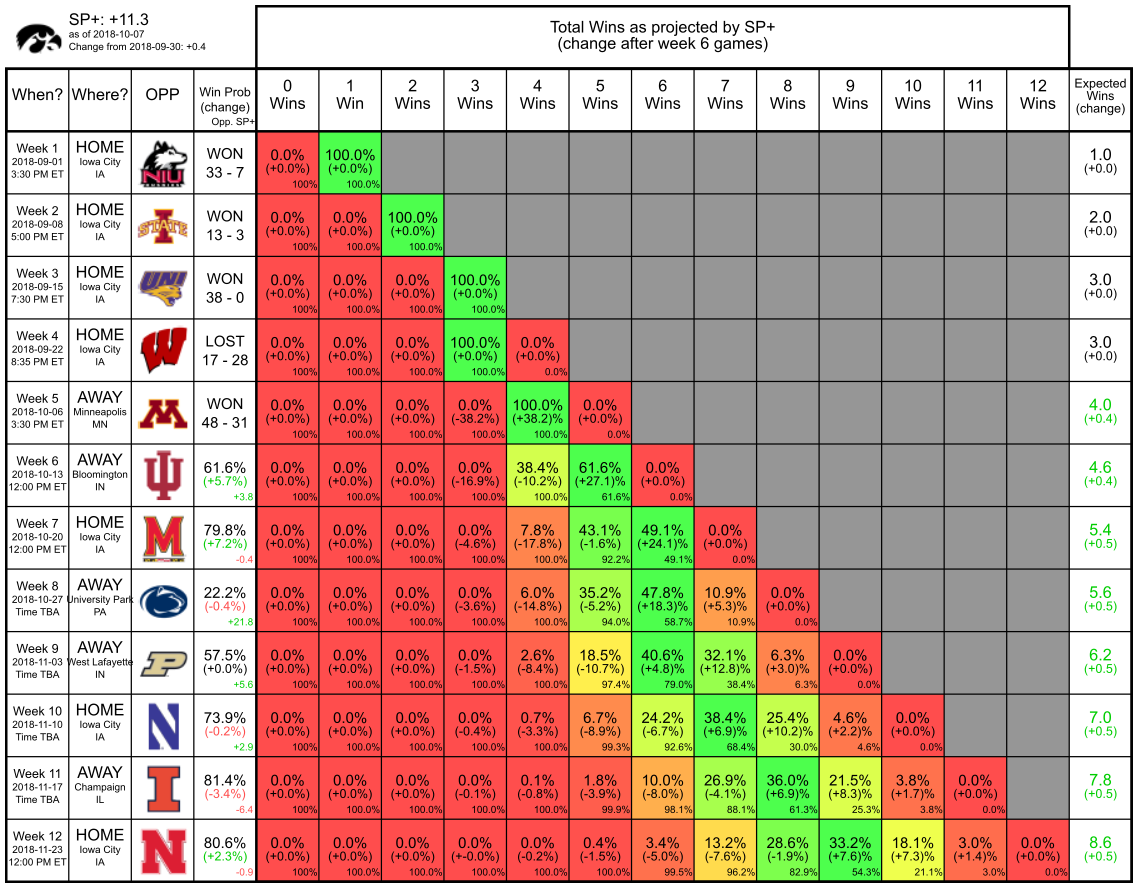 SP+: +11.3
as of 2018-10-07
Change from 2018-09-30: +0.4
Total Wins as projected by SP+
(change after week 6 games)
When? Where? OPP Win Prob (change) Opp. SP+ 0 Wins 1 Win 2 Wins 3 Wins 4 Wins 5 Wins 6 Wins 7 Wins 8 Wins 9 Wins 10 Wins 11 Wins 12 Wins Expected Wins (change)
Week 1 HOME WON 0.0% 100.0% 1.0
2018-09-01 Iowa City NIU 33 - 7 (+0.0%) (+0.0%) (+0.0)
3:30 PM ET IA HUSKIES 100% 100.0%
Week 2 HOME WON 0.0% 0.0% 100.0% 2.0
2018-09-08 Iowa City STATE 13 - 3 (+0.0%) (+0.0%) (+0.0%) (+0.0)
5:00 PM ET IA 100% 100.0% 100.0%
Week 3 HOME WON 0.0% 0.0% 0.0% 100.0% 3.0
2018-09-15 Iowa City UNI 38 - 0 (+0.0%) (+0.0%) (+0.0%) (+0.0%) (+0.0)
7:30 PM ET IA 100% 100.0% 100.0% 100.0%
Week 4 HOME W LOST 0.0% 0.0% 0.0% 100.0% 0.0% 3.0
2018-09-22 Iowa City 17 - 28 (+0.0%) (+0.0%) (+0.0%) (+0.0%) (+0.0%) (+0.0)
8:35 PM ET IA 100% 100.0% 100.0% 100.0% 0.0%
Week 5 AWAY M WON 0.0% 0.0% 0.0% 0.0% 100.0% 0.0% 4.0
2018-10-06 Minneapolis 48 - 31 (+0.0%) (+0.0%) (+0.0%) (-38.2%) (+38.2)% (+0.0%) (+0.4)
3:30 PM ET MN 100% 100.0% 100.0% 100.0% 100.0% 0.0%
Week 6 AWAY 61.6% 0.0% 0.0% 0.0% 0.0% 38.4% 61.6% 0.0% 4.6
2018-10-13 Bloomington (+5.7%) (+0.0%) (+0.0%) (+0.0%) (-16.9%) (-10.2%) (+27.1)% (+0.0%) (+0.4)
12:00 PM ET IN +3.8 100% 100.0% 100.0% 100.0% 100.0% 61.6% 0.0%
Week 7 HOME M 79.8% 0.0% 0.0% 0.0% 0.0% 7.8% 43.1% 49.1% 0.0% 5.4
2018-10-20 Iowa City (+7.2%) (+0.0%) (+0.0%) (+0.0%) (-4.6%) (-17.8%) (-1.6%) (+24.1)% (+0.0%) (+0.5)
12:00 PM ET IA -0.4 100% 100.0% 100.0% 100.0% 100.0% 92.2% 49.1% 0.0%
Week 8 AWAY 22.2% 0.0% 0.0% 0.0% 0.0% 6.0% 35.2% 47.8% 10.9% 0.0% 5.6
2018-10-27 University Park (-0.4%) (+0.0%) (+0.0%) (+0.0%) (-3.6%) (-14.8%) (-5.2%) (+18.3)% (+5.3%) (+0.0%) (+0.5)
Time TBA PA +21.8 100% 100.0% 100.0% 100.0% 100.0% 94.0% 58.7% 10.9% 0.0%
Week 9 AWAY P 57.5% 0.0% 0.0% 0.0% 0.0% 2.6% 18.5% 40.6% 32.1% 6.3% 0.0% 6.2
2018-11-03 West Lafayette (+0.0%) (+0.0%) (+0.0%) (+0.0%) (-1.5%) (-8.4%) (-10.7%) (+4.8)% (+12.8%) (+3.0%) (+0.0%) (+0.5)
Time TBA IN +5.6 100% 100.0% 100.0% 100.0% 100.0% 97.4% 79.0% 38.4% 6.3% 0.0%
Week 10 HOME N 73.9% 0.0% 0.0% 0.0% 0.0% 0.7% 6.7% 24.2% 38.4% 25.4% 4.6% 0.0% 7.0
2018-11-10 Iowa City (-0.2%) (+0.0%) (+0.0%) (+0.0%) (-0.4%) (-3.3%) (-8.9%) (-6.7%) (+6.9)% (+10.2%) (+2.2%) (+0.0%) (+0.5)
Time TBA IA +2.9 100% 100.0% 100.0% 100.0% 100.0% 99.3% 92.6% 68.4% 30.0% 4.6% 0.0%
Week 11 AWAY I 81.4% 0.0% 0.0% 0.0% 0.0% 0.1% 1.8% 10.0% 26.9% 36.0% 21.5% 3.8% 0.0% 7.8
2018-11-17 Champaign (-3.4%) (+0.0%) (+0.0%) (+0.0%) (-0.1%) (-0.8%) (-3.9%) (-8.0%) (-4.1%) (+6.9)% (+8.3%) (+1.7%) (+0.0%) (+0.5)
Time TBA IL -6.4 100% 100.0% 100.0% 100.0% 100.0% 99.9% 98.1% 88.1% 61.3% 25.3% 3.8% 0.0%
Week 12 HOME N 80.6% 0.0% 0.0% 0.0% 0.0% 0.0% 0.4% 3.4% 13.2% 28.6% 33.2% 18.1% 3.0% 0.0% 8.6
2018-11-23 Iowa City (+2.3%) (+0.0%) (+0.0%) (+0.0%) (+-0.0%) (-0.2%) (-1.5%) (-5.0%) (-7.6%) (-1.9%) (+7.6%) (+7.3)% (+1.4%) (+0.0%) (+0.5)
12:00 PM ET IA -0.9 100% 100.0% 100.0% 100.0% 100.0% 100.0% 99.5% 96.2% 82.9% 54.3% 21.1% 3.0% 0.0%